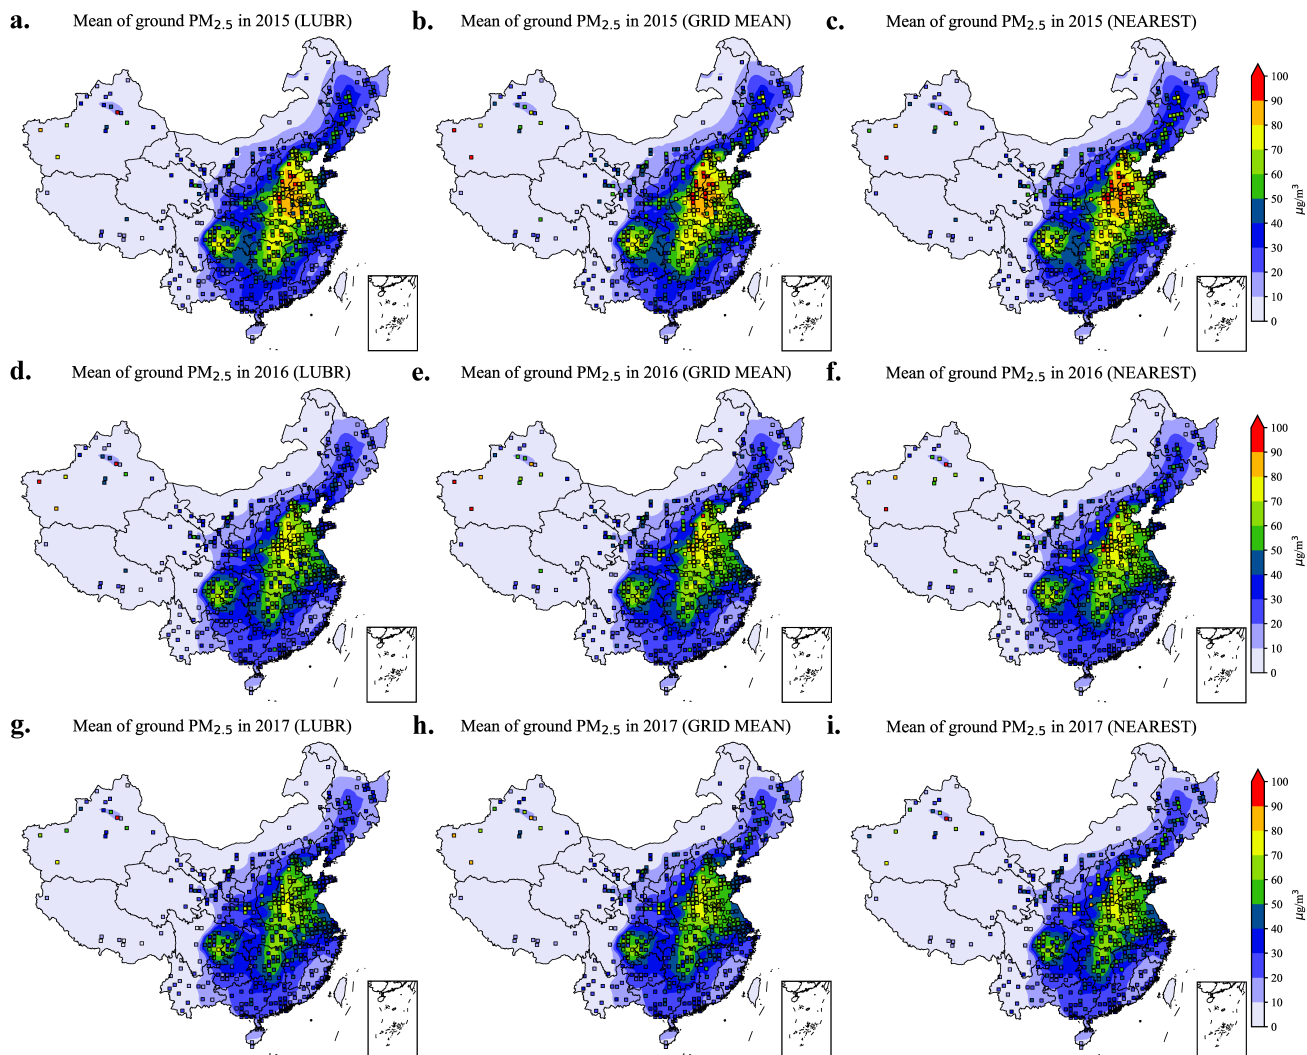 a. Mean of ground PM2.5 in 2015 (LUBR)
b. Mean of ground PM2.5 in 2015 (GRID MEAN)
c. Mean of ground PM2.5 in 2015 (NEAREST)
100
90
80
70
60
50
40
30
20
10
0
μg/m³
d. Mean of ground PM2.5 in 2016 (LUBR)
e. Mean of ground PM2.5 in 2016 (GRID MEAN)
f. Mean of ground PM2.5 in 2016 (NEAREST)
100
90
80
70
60
50
40
30
20
10
0
μg/m³
g. Mean of ground PM2.5 in 2017 (LUBR)
h. Mean of ground PM2.5 in 2017 (GRID MEAN)
i. Mean of ground PM2.5 in 2017 (NEAREST)
100
90
80
70
60
50
40
30
20
10
0
μg/m³